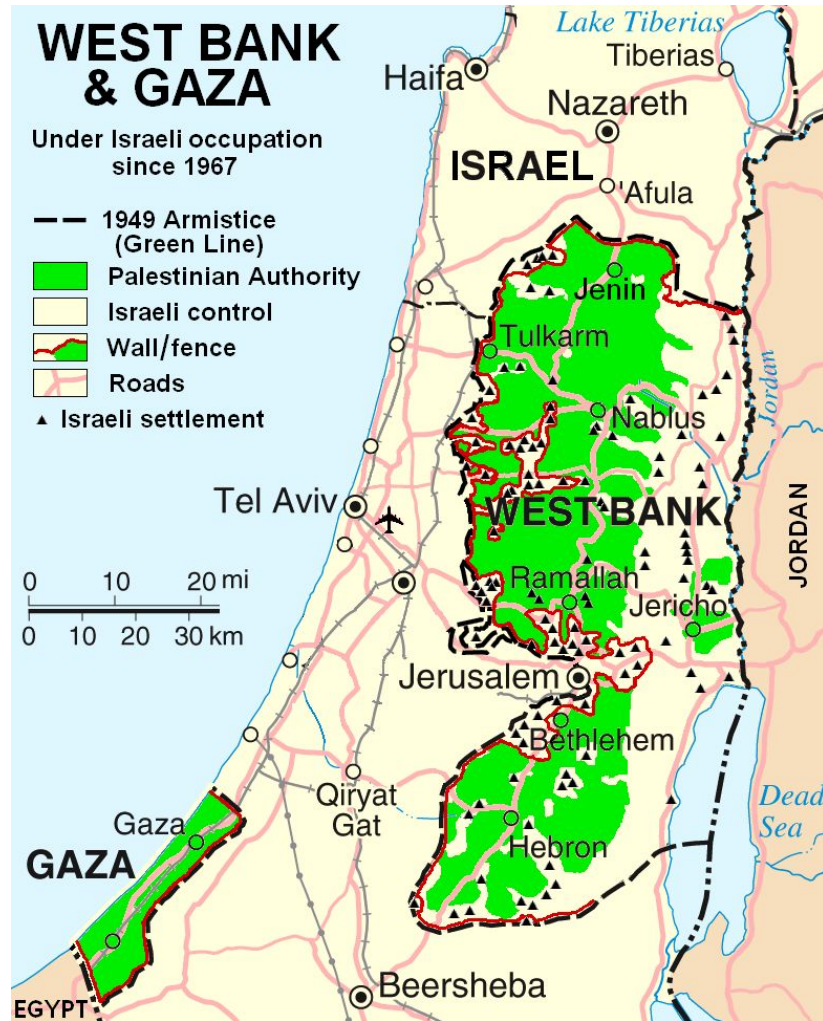 WEST BANK
& GAZA
Under Israeli occupation
since 1967
1949 Armistice
(Green Line)
Palestinian Authority
Israeli control
Wall/fence
Roads
Israeli settlement
Lake Tiberias
Tiberias
Haifa
Nazareth
ISRAEL
'Afula
Jenin
Tulkarm
Nablus
Jordan
Tel Aviv
WEST BANK
JORDAN
0 10 20 mi
0 10 20 30 km
Ramallah
Jericho
Jerusalem
Bethlehem
Qiryat
Gat
Dead
Sea
Gaza
GAZA
Hebron
Beersheba
EGYPT